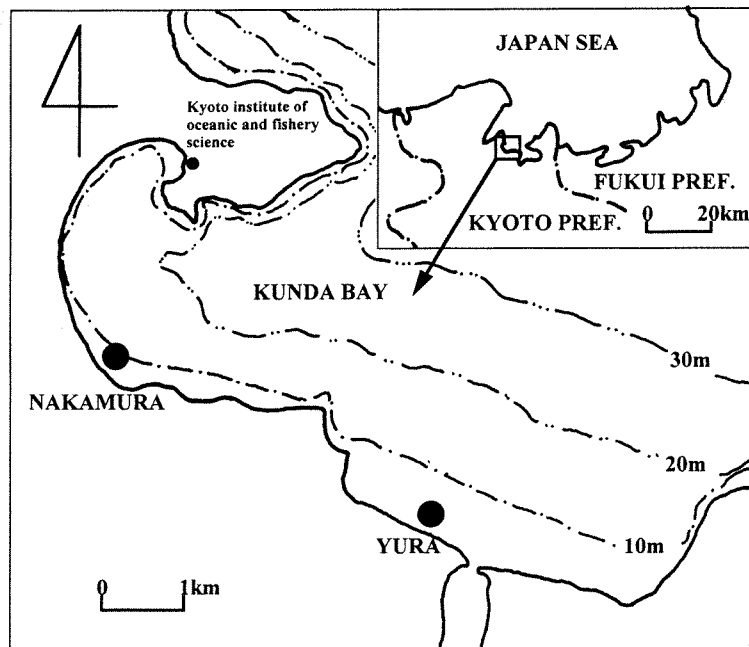 JAPAN SEA
Kyoto institute of
oceanic and fishery
science
FUKUI PREF.
0 20km
KYOTO PREF.
KUNDA BAY
30m
NAKAMURA
20m
YURA
10m
0 1km